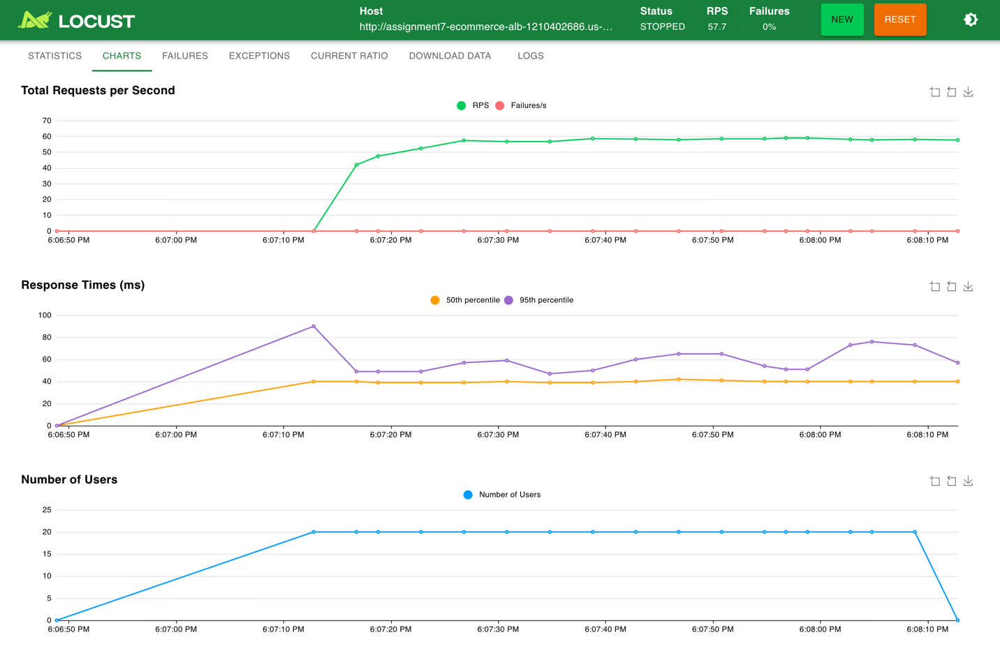 LOCUST
Host
http://assignment7-ecommerce-alb-1210402686.us-...
Status
STOPPED
RPS
57.7
Failures
0%
NEW
RESET
STATISTICS CHARTS FAILURES EXCEPTIONS CURRENT RATIO DOWNLOAD DATA LOGS
Total Requests per Second
RPS Failures/s
70
60
50
40
30
20
10
0
6:06:50 PM 6:07:00 PM 6:07:10 PM 6:07:20 PM 6:07:30 PM 6:07:40 PM 6:07:50 PM 6:08:00 PM 6:08:10 PM
Response Times (ms)
50th percentile 95th percentile
100
80
60
40
20
0
6:06:50 PM 6:07:00 PM 6:07:10 PM 6:07:20 PM 6:07:30 PM 6:07:40 PM 6:07:50 PM 6:08:00 PM 6:08:10 PM
Number of Users
Number of Users
25
20
15
10
5
0
6:06:50 PM 6:07:00 PM 6:07:10 PM 6:07:20 PM 6:07:30 PM 6:07:40 PM 6:07:50 PM 6:08:00 PM 6:08:10 PM